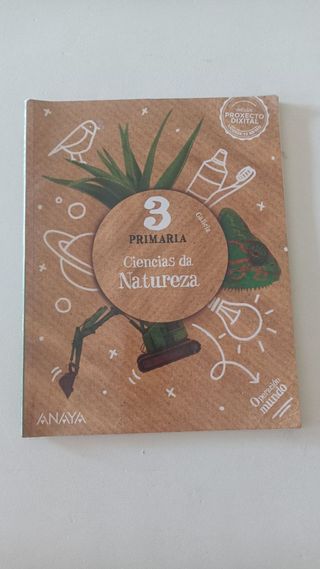 PROXECTO
DIXITAL
3
PRIMARIA
Galicia
Ciencias da
Natureza
Operación
mundo
ANAYA